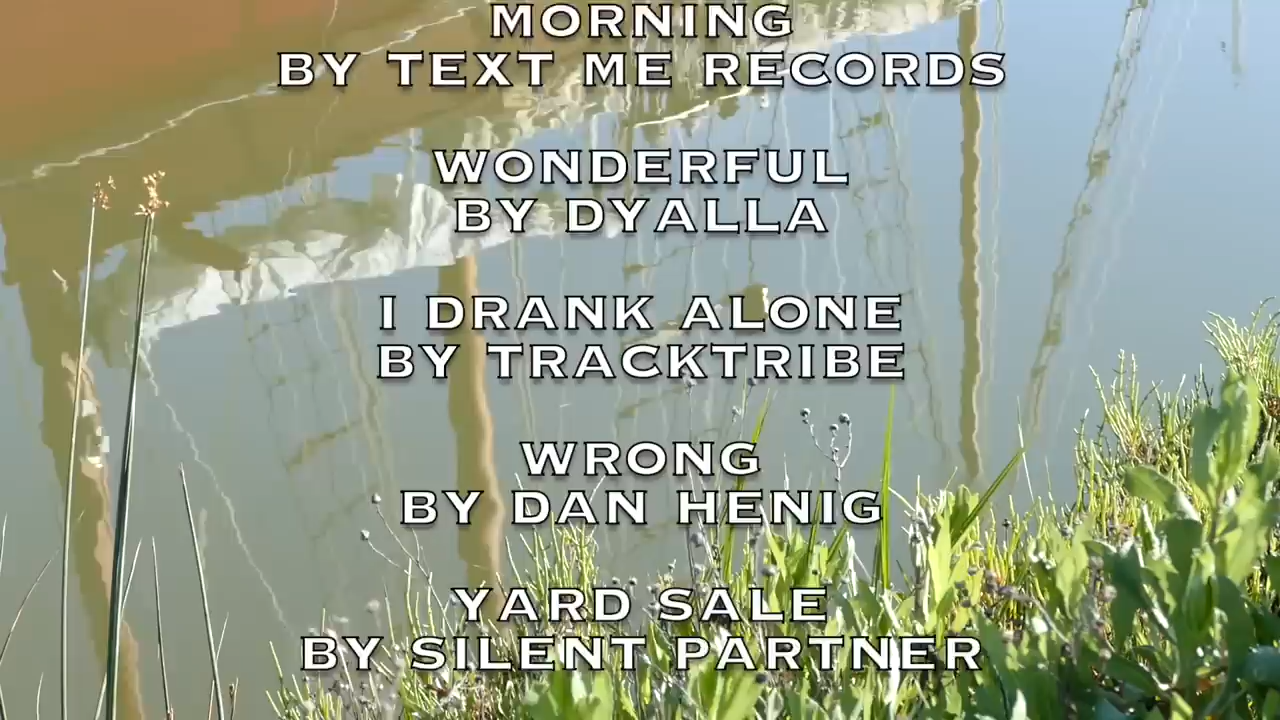 MORNING
BY TEXT ME RECORDS
WONDERFUL
BY DYALLA
I DRANK ALONE
BY TRACKTRIBE
WRONG
BY DAN HENIG
YARD SALE
BY SILENT PARTNER